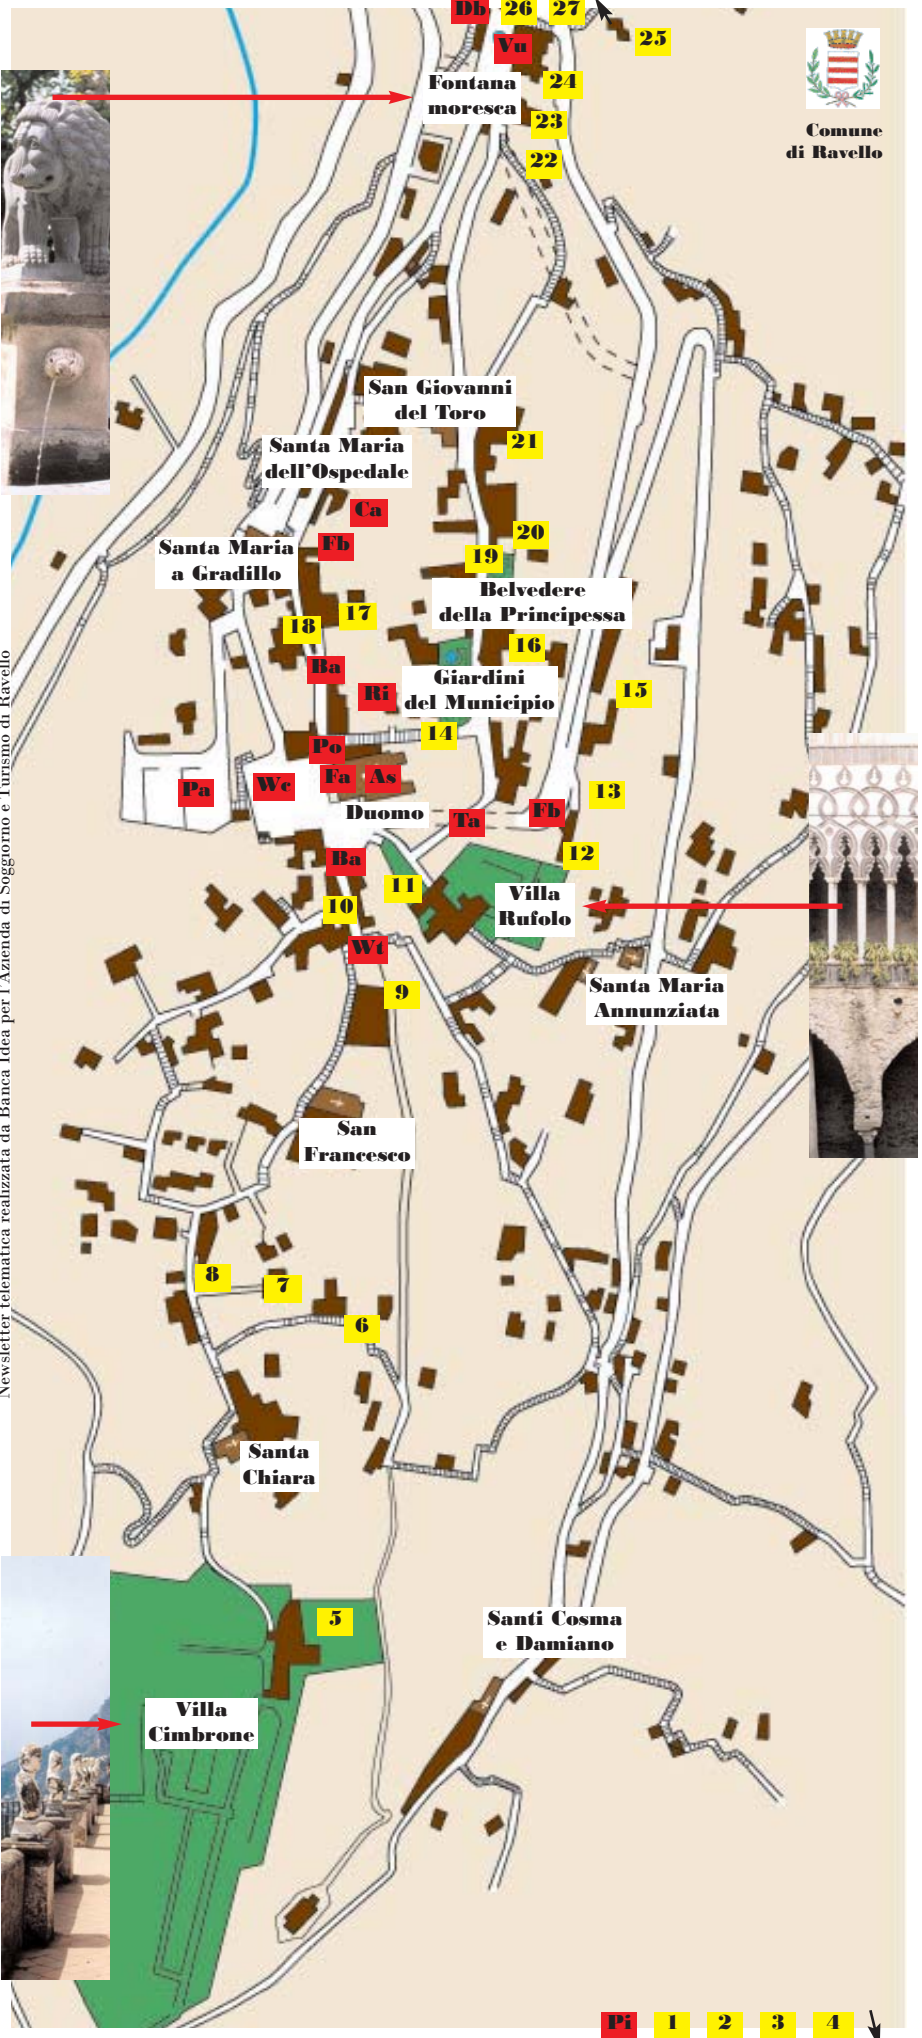 Db 26 27
Vu
25
Fontana
moresca
24
23
22
Comune
di Ravello
San Giovanni
del Toro
Santa Maria
dell'Ospedale
21
Ca
20
Fb
19
Santa Maria
a Gradillo
Belvedere
della Principessa
17
18
16
Ba
Giardini
del Municipio
Ri
15
14
Po
Fa As
Wc
Pa
13
Duomo
Ta
Fb
12
Ba
11
Villa
Rufolo
10
Wt
9
Santa Maria
Annunziata
San
Francesco
8
7
6
Santa
Chiara
5
Santi Cosma
e Damiano
Villa
Cimbrone
Pi 1 2 3 4
Newsletter telematica realizzata da Banca Idea per l'Azienda di Soggiorno e Turismo di Ravello